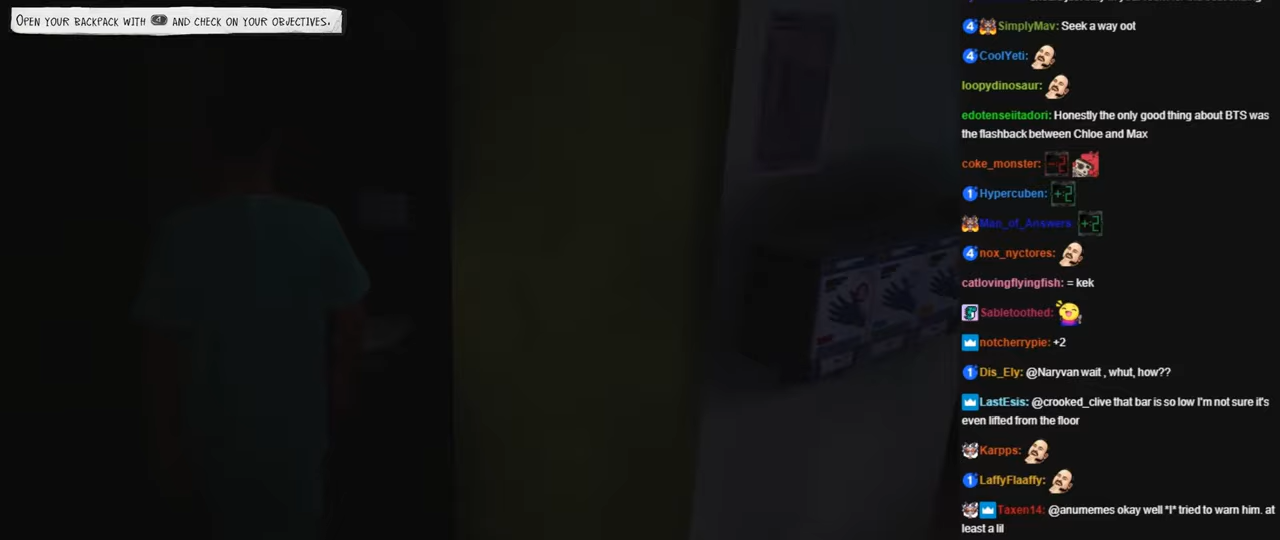 OPEN YOUR BACKPACK WITH AND CHECK ON YOUR OBJECTIVES.
SimplyMav: Seek a way oot
CoolYeti:
loopydinosaur:
edotenseiitadori: Honestly the only good thing about BTS was
the flashback between Chloe and Max
coke_monster: -2
Hypercuben: +2
Man_of_Answers: +2
nox_nyctores:
catlovingflyingfish: = kek
Sabletoothed:
notcherrypie: +2
Dis_Ely: @Naryvan wait , whut, how??
LastEsis: @crooked_clive that bar is so low I'm not sure it's
even lifted from the floor
Karpps:
LaffyFlaaffy:
Taxen14: @anumemes okay well *I* tried to warn him. at
least a lil